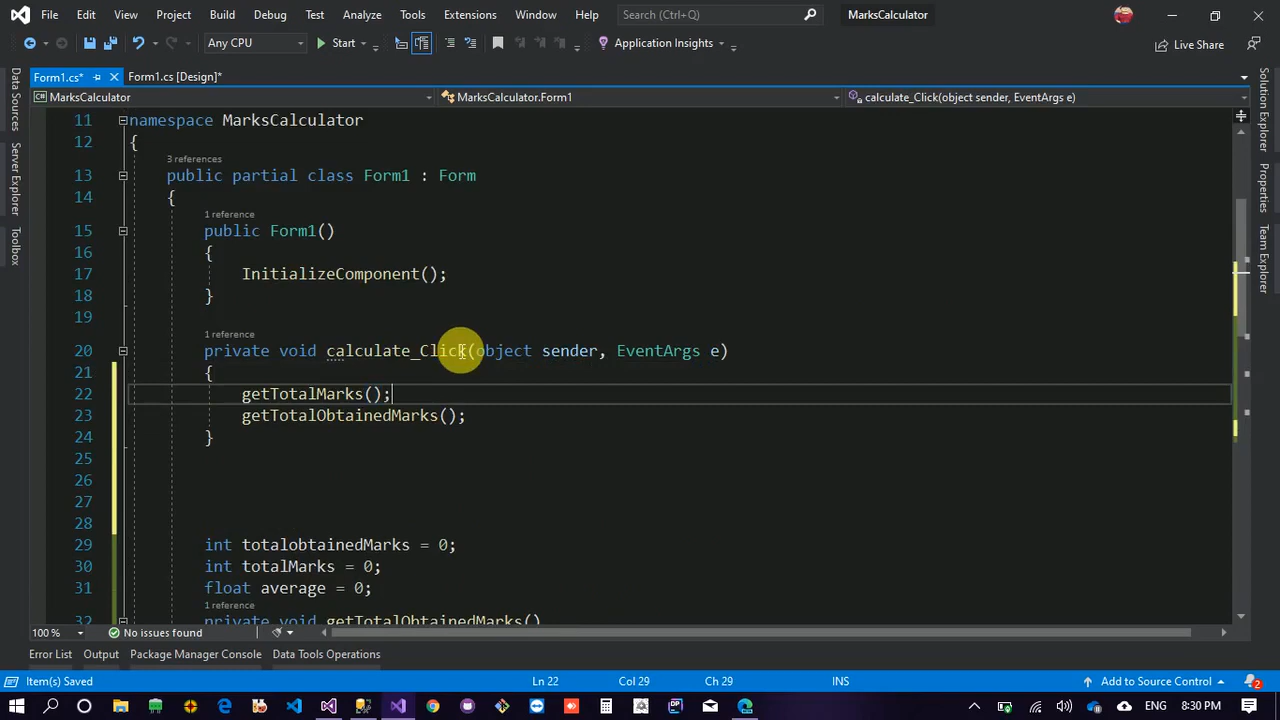 File Edit View Project Build Debug Test Analyze Tools Extensions Window Help Search (Ctrl+Q) MarksCalculator
Any CPU Start Application Insights Live Share
Form1.cs* Form1.cs [Design]*
MarksCalculator MarksCalculator.Form1 calculate_Click(object sender, EventArgs e)
Data Sources
Server Explorer
Toolbox
Solution Explorer
Properties
Team Explorer
11 namespace MarksCalculator
12 {
3 references
13 public partial class Form1 : Form
14 {
1 reference
15 public Form1()
16 {
17 InitializeComponent();
18 }
19
1 reference
20 private void calculate_Click(object sender, EventArgs e)
21 {
22 getTotalMarks();
23 getTotalObtainedMarks();
24 }
25
26
27
28
29 int totalobtainedMarks = 0;
30 int totalMarks = 0;
31 float average = 0;
1 reference
32 private void getTotalObtainedMarks()
100 % No issues found
Error List Output Package Manager Console Data Tools Operations
Item(s) Saved Ln 22 Col 29 Ch 29 INS Add to Source Control 2
ENG 8:30 PM